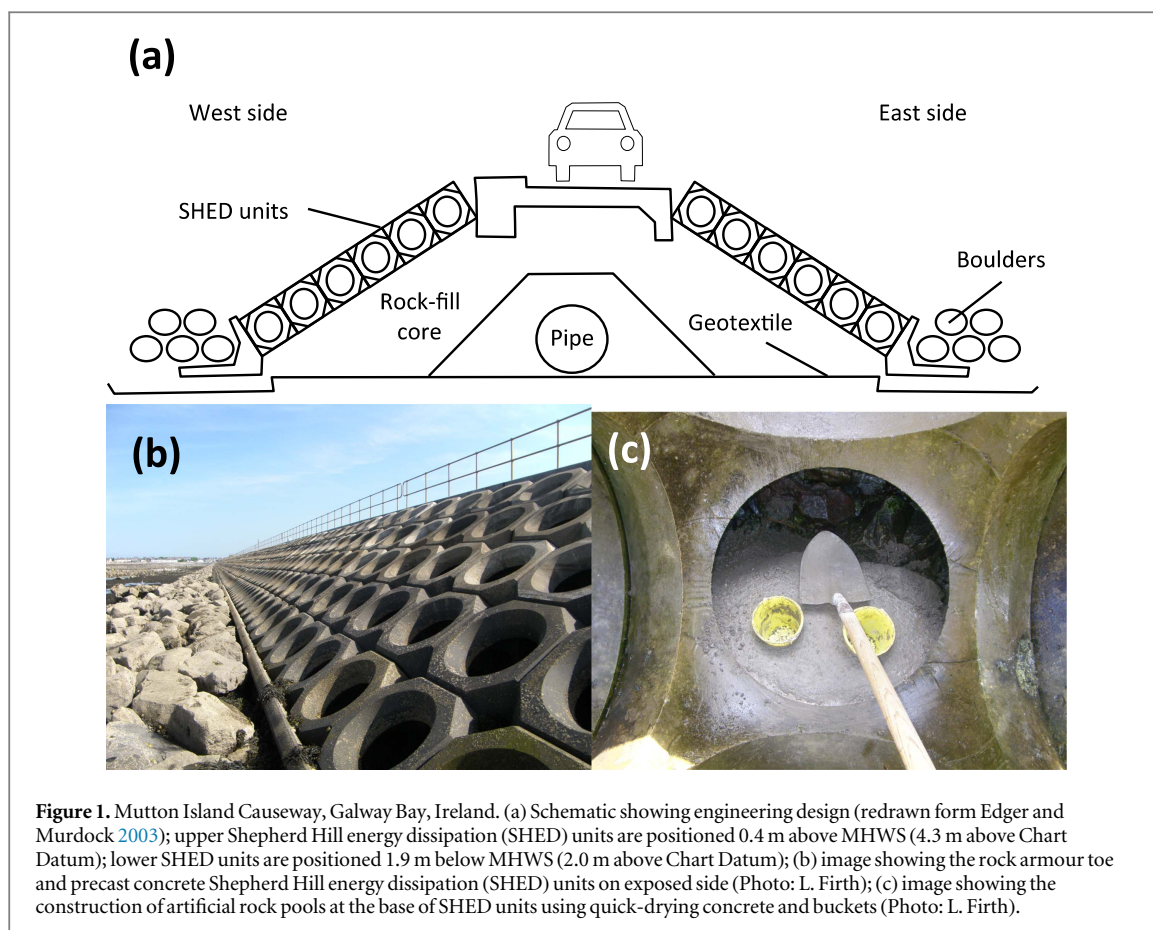 (a)
West side
East side
SHED units
Boulders
Rock-fill
core
Pipe
Geotextile
(b)
(c)
Figure 1. Mutton Island Causeway, Galway Bay, Ireland. (a) Schematic showing engineering design (redrawn form Edger and
Murdock 2003); upper Shepherd Hill energy dissipation (SHED) units are positioned 0.4 m above MHWS (4.3 m above Chart
Datum); lower SHED units are positioned 1.9 m below MHWS (2.0 m above Chart Datum); (b) image showing the rock armour toe
and precast concrete Shepherd Hill energy dissipation (SHED) units on exposed side (Photo: L. Firth); (c) image showing the
construction of artificial rock pools at the base of SHED units using quick-drying concrete and buckets (Photo: L. Firth).